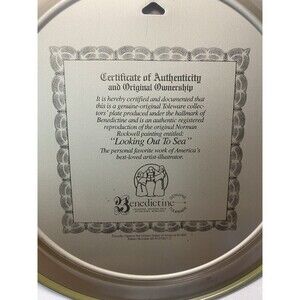 Certificate of Authenticity
and Original Ownership
It is hereby certified and documented that
this is a genuine-original Toleware collec-
tors' plate produced under the hallmark of
Benedictine and is an authentic registered
reproduction of the original Norman
Rockwell painting entitled:
"Looking Out To Sea"
The personal favorite work of America's
best-loved artist-illustrator.
Benedictine